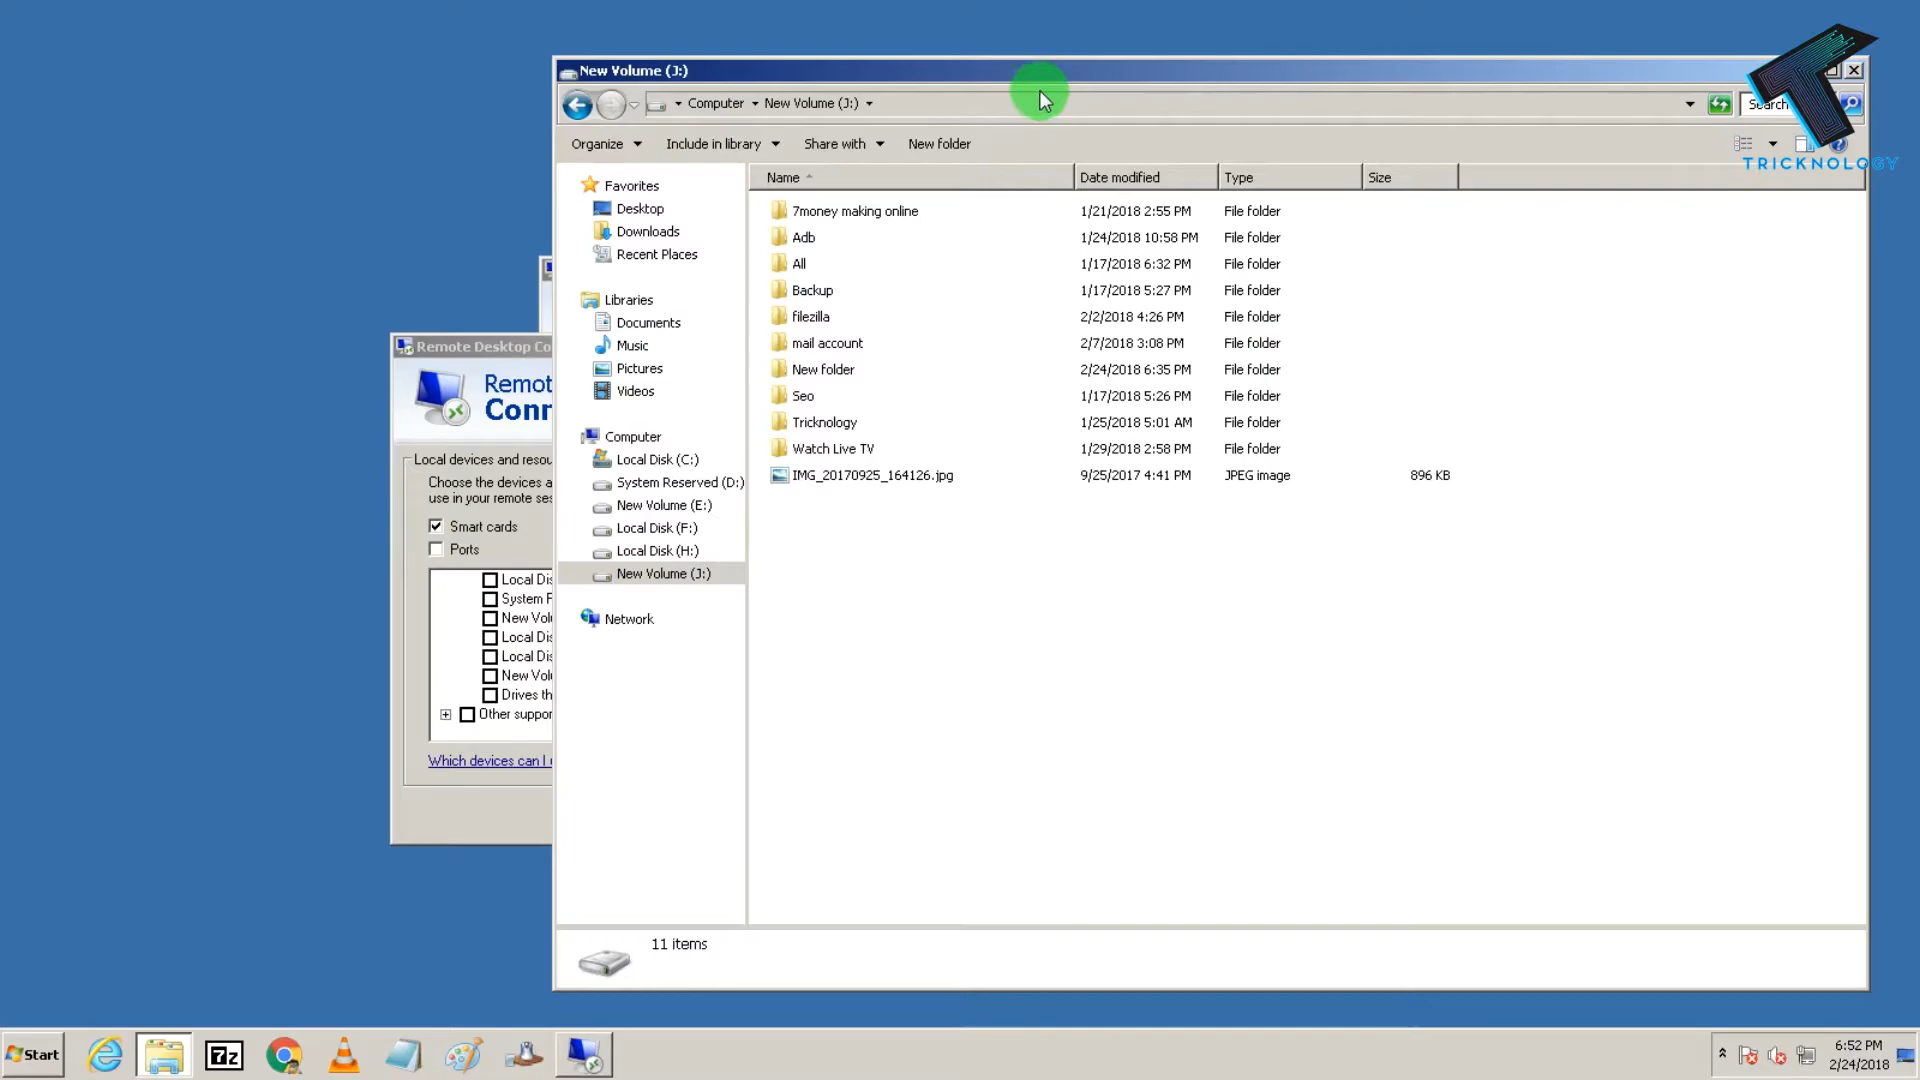 New Volume (J:)
Computer New Volume (J:)
Search
Organize Include in library Share with New folder
TRICKNOLOGY
Name Date modified Type Size
Favorites
Desktop
Downloads
Recent Places
Libraries
Documents
Music
Pictures
Videos
Computer
Local Disk (C:)
System Reserved (D:)
New Volume (E:)
Local Disk (F:)
Local Disk (H:)
New Volume (J:)
Network
7money making online 1/21/2018 2:55 PM File folder
Adb 1/24/2018 10:58 PM File folder
All 1/17/2018 6:32 PM File folder
Backup 1/17/2018 5:27 PM File folder
filezilla 2/2/2018 4:26 PM File folder
mail account 2/7/2018 3:08 PM File folder
New folder 2/24/2018 6:35 PM File folder
Seo 1/17/2018 5:26 PM File folder
Tricknology 1/25/2018 5:01 AM File folder
Watch Live TV 1/29/2018 2:58 PM File folder
IMG_20170925_164126.jpg 9/25/2017 4:41 PM JPEG image 896 KB
11 items
Remote Desktop Co
Remot
Conr
Local devices and resou
Choose the devices a
use in your remote ses
Smart cards
Ports
Local Dis
System R
New Volu
Local Dis
Local Dis
New Volu
Drives th
Other suppor
Which devices can I
Start
7z
6:52 PM
2/24/2018